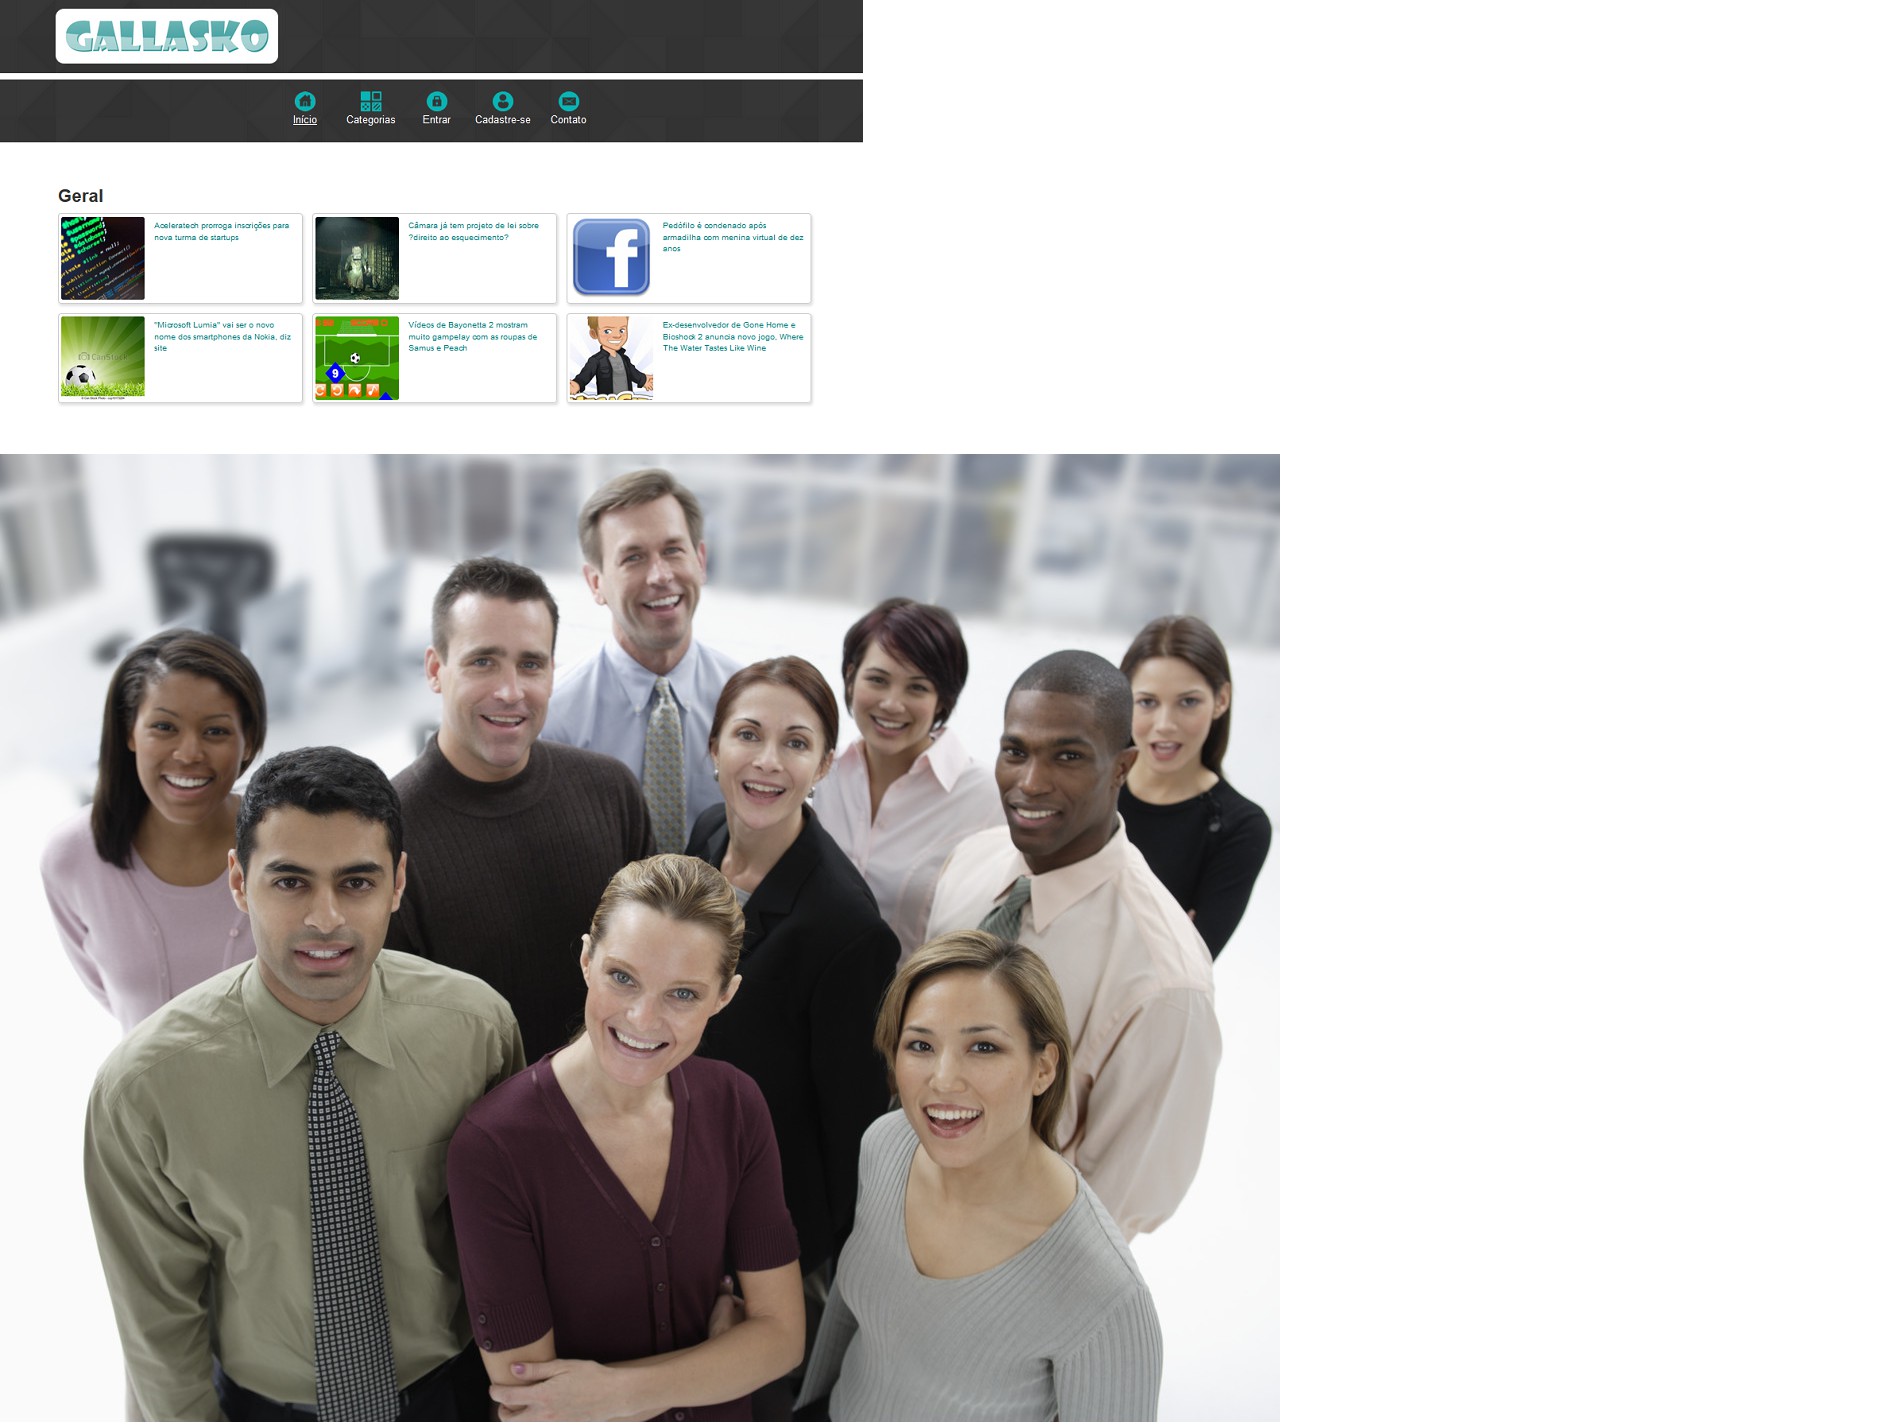 GALLASKO
Início
Categorias
Entrar
Cadastre-se
Contato
Geral
Aceleratech prorroga inscrições para
nova turma de startups
Câmara já tem projeto de lei sobre
?direito ao esquecimento?
Pedófilo é condenado após
armadilha com menina virtual de dez
anos
"Microsoft Lumia" vai ser o novo
nome dos smartphones da Nokia, diz
site
Vídeos de Bayonetta 2 mostram
muito gampelay com as roupas de
Samus e Peach
9
Ex-desenvolvedor de Gone Home e
Bioshock 2 anuncia novo jogo, Where
The Water Tastes Like Wine